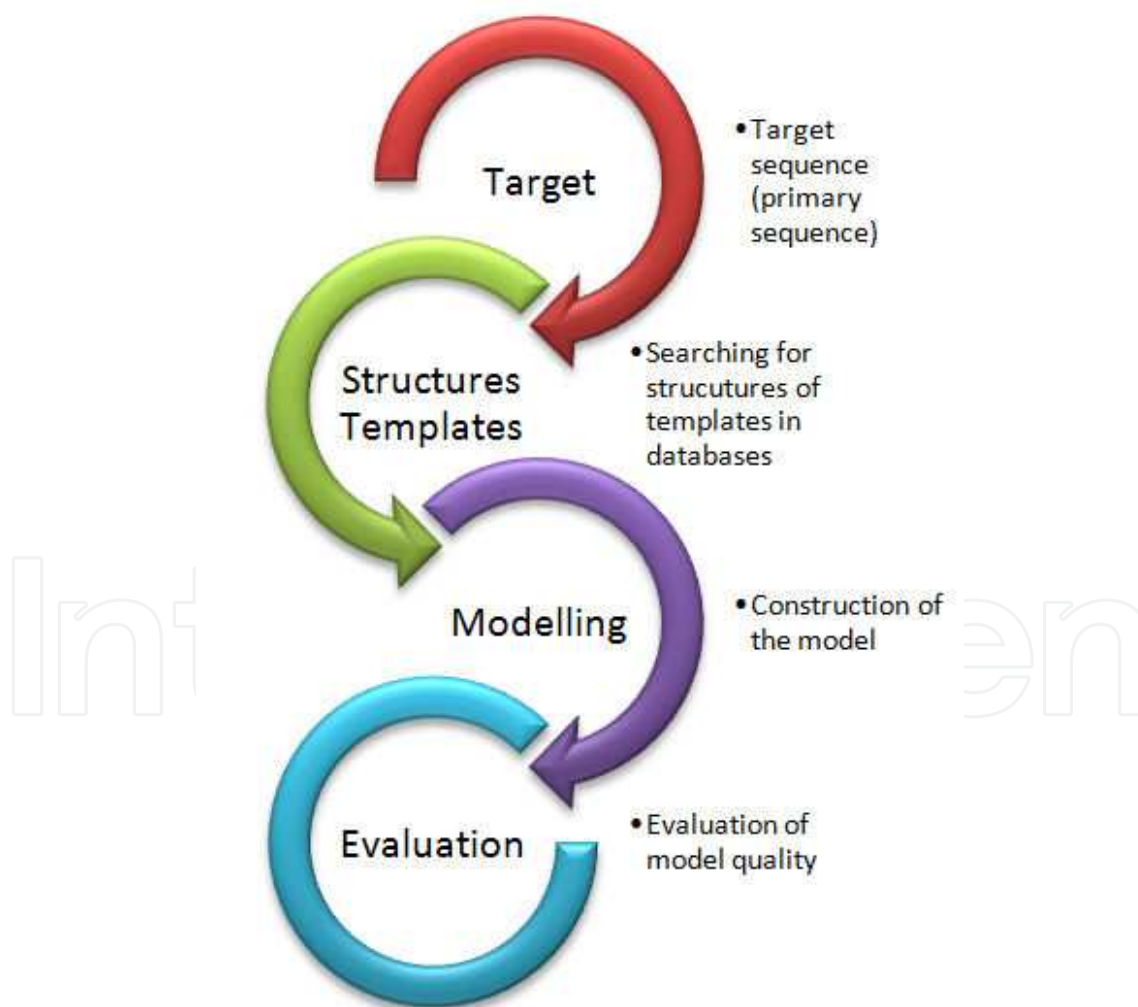 Target
•Target
sequence
(primary
sequence)
Structures
Templates
•Searching for
strucutures of
templates in
databases
Modelling
•Construction of
the model
Evaluation
•Evaluation of
model quality